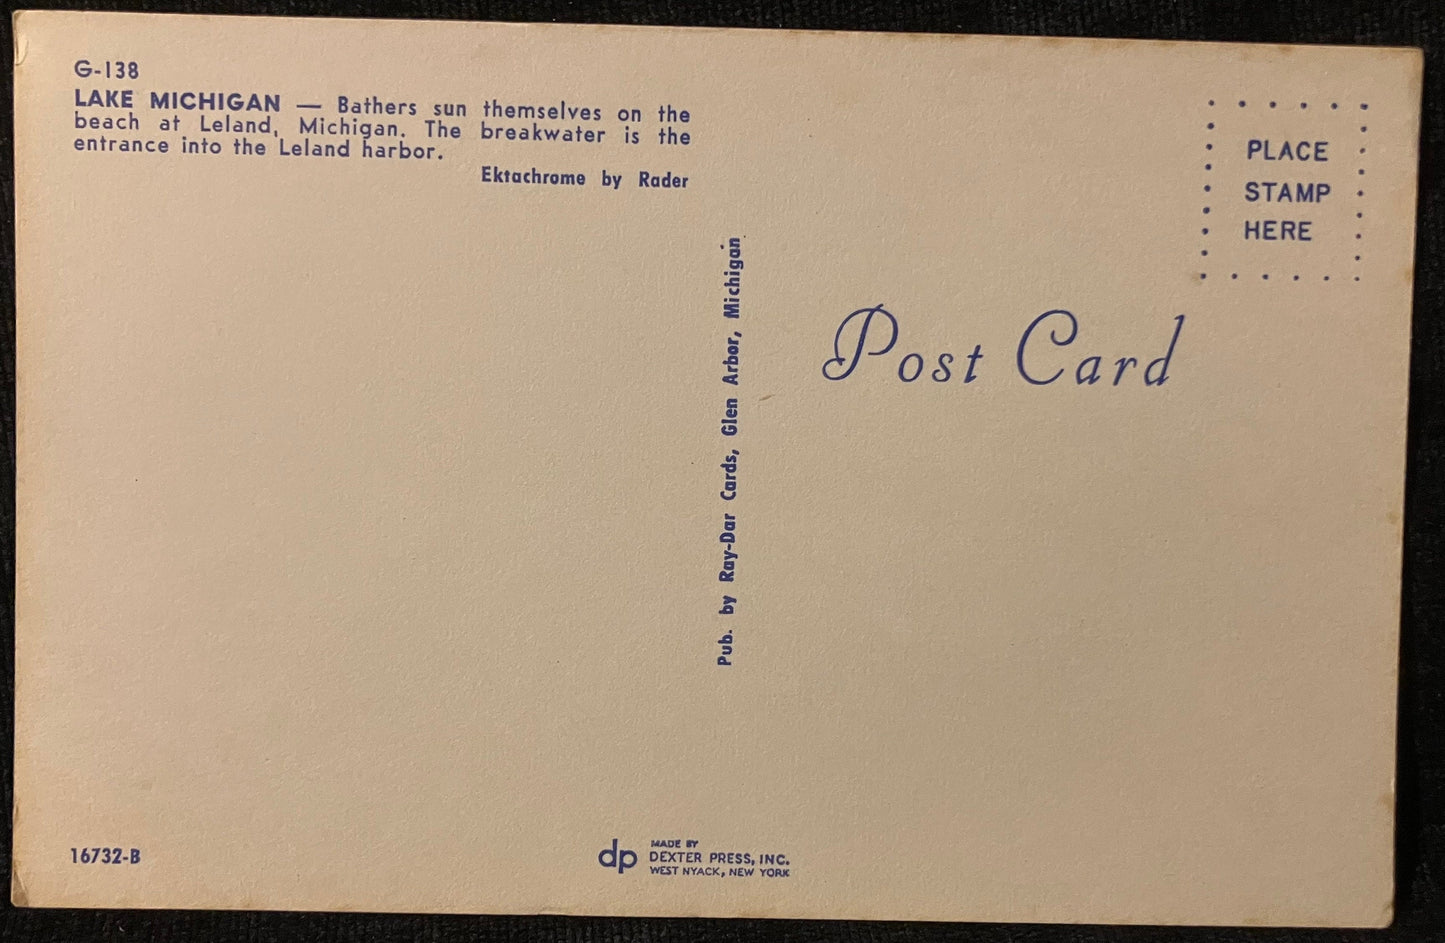 G-138
LAKE MICHIGAN — Bathers sun themselves on the
beach at Leland, Michigan. The breakwater is the
entrance into the Leland harbor.
Ektachrome by Rader
Pub. by Ray-Dar Cards, Glen Arbor, Michigan
PLACE
STAMP
HERE
Post Card
16732-B
dp
MADE BY
DEXTER PRESS, INC.
WEST NYACK, NEW YORK